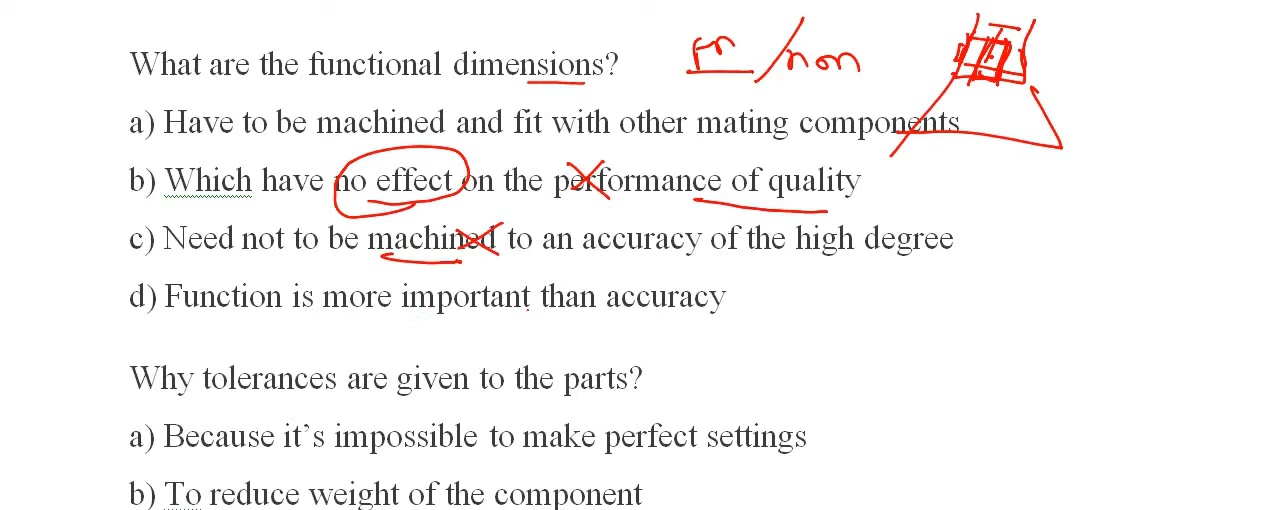 What are the functional dimensions? Fn / non
a) Have to be machined and fit with other mating components
b) Which have no effect on the performance of quality
c) Need not to be machined to an accuracy of the high degree
d) Function is more important than accuracy
Why tolerances are given to the parts?
a) Because it’s impossible to make perfect settings
b) To reduce weight of the component